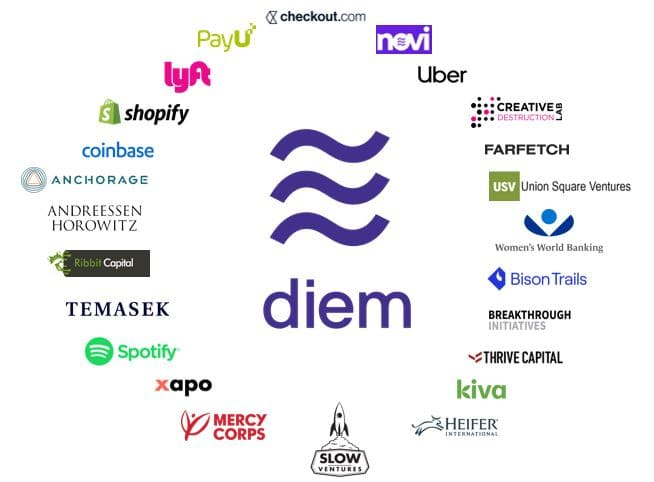 checkout.com
PayU
novi
lyft
Uber
shopify
CREATIVE
DESTRUCTION
LAB
coinbase
FARFETCH
ANCHORAGE
USV Union Square Ventures
ANDREESSEN
HOROWITZ
Women's World Banking
Ribbit Capital
Bison Trails
diem
TEMASEK
BREAKTHROUGH
INITIATIVES
Spotify
THRIVE CAPITAL
xapo
kiva
MERCY
CORPS
HEIFER
INTERNATIONAL
SLOW
VENTURES